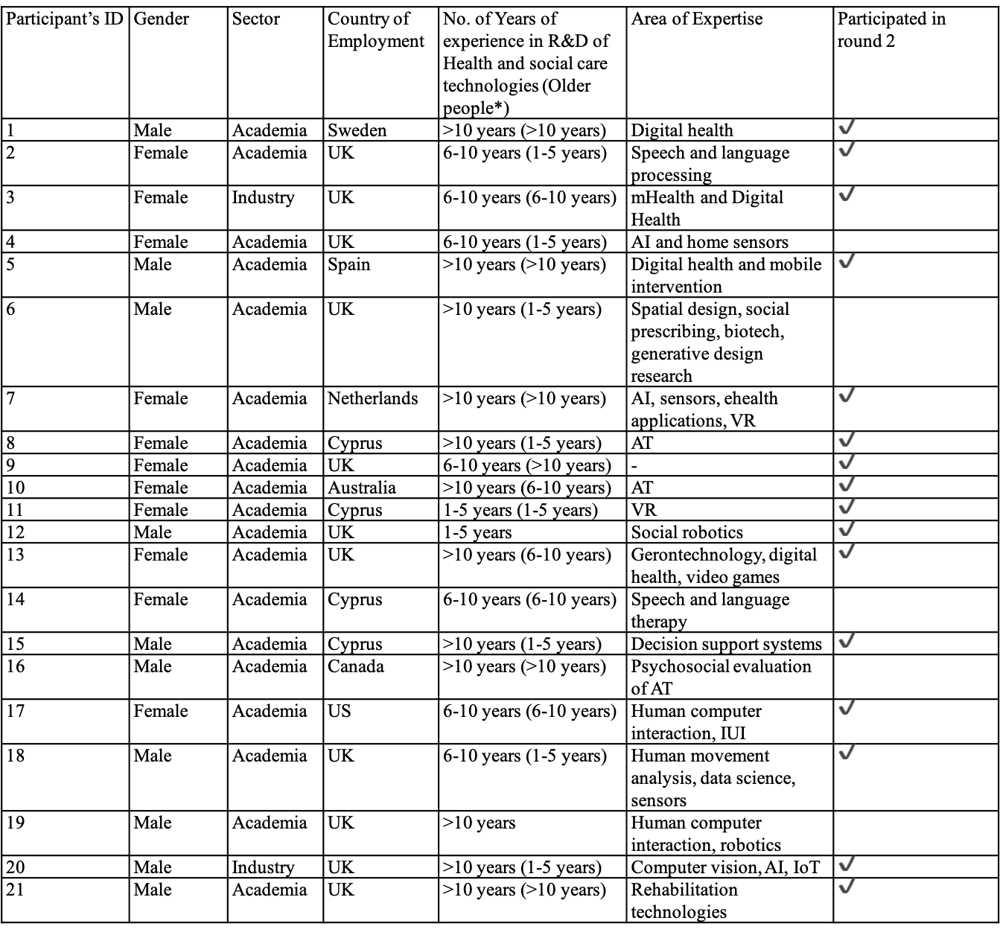 Participant's ID Gender Sector Country of No. of Years of Area of Expertise Participated in
Employment experience in R&D of round 2
Health and social care
technologies (Older
people*)
1 Male Academia Sweden >10 years (>10 years) Digital health ✓
2 Female Academia UK 6-10 years (1-5 years) Speech and language ✓
processing
3 Female Industry UK 6-10 years (6-10 years) mHealth and Digital ✓
Health
4 Female Academia UK 6-10 years (1-5 years) AI and home sensors
5 Male Academia Spain >10 years (>10 years) Digital health and mobile ✓
intervention
6 Male Academia UK >10 years (1-5 years) Spatial design, social
prescribing, biotech,
generative design
research
7 Female Academia Netherlands >10 years (>10 years) AI, sensors, ehealth ✓
applications, VR
8 Female Academia Cyprus >10 years (1-5 years) AT ✓
9 Female Academia UK 6-10 years (>10 years) - ✓
10 Female Academia Australia >10 years (6-10 years) AT ✓
11 Female Academia Cyprus 1-5 years (1-5 years) VR ✓
12 Male Academia UK 1-5 years Social robotics ✓
13 Female Academia UK >10 years (6-10 years) Gerontechnology, digital ✓
health, video games
14 Female Academia Cyprus 6-10 years (6-10 years) Speech and language
therapy
15 Male Academia Cyprus >10 years (1-5 years) Decision support systems ✓
16 Male Academia Canada >10 years (>10 years) Psychosocial evaluation
of AT
17 Female Academia US 6-10 years (6-10 years) Human computer ✓
interaction, IUI
18 Male Academia UK 6-10 years (1-5 years) Human movement ✓
analysis, data science,
sensors
19 Male Academia UK >10 years Human computer
interaction, robotics
20 Male Industry UK >10 years (1-5 years) Computer vision, AI, IoT ✓
21 Male Academia UK >10 years (>10 years) Rehabilitation ✓
technologies